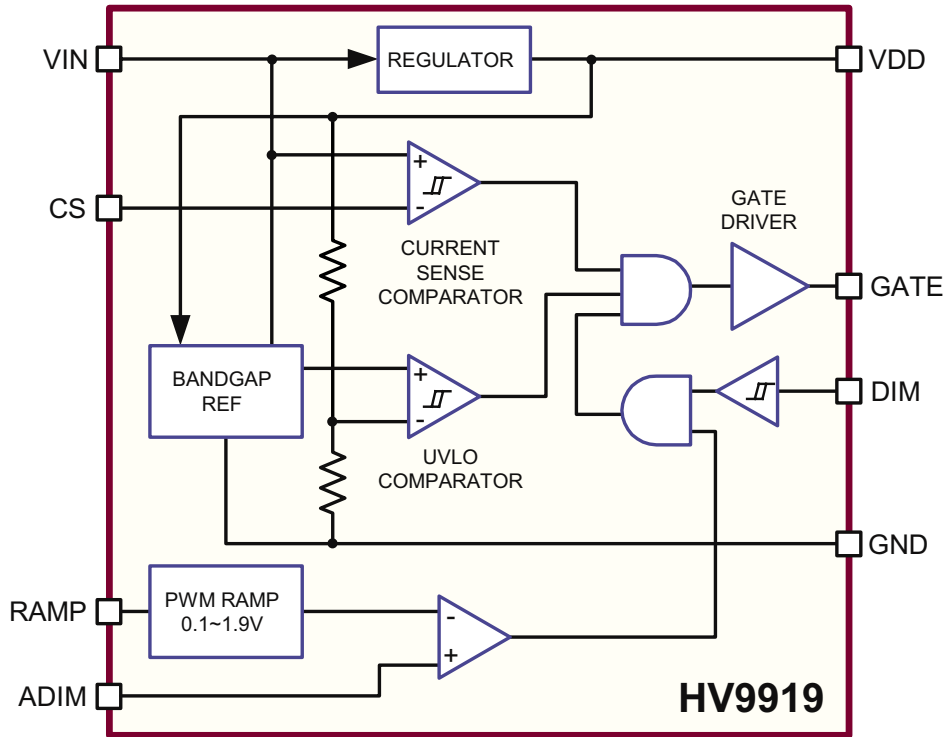 VIN
REGULATOR
VDD
+
-
CS
CURRENT
SENSE
COMPARATOR
GATE
DRIVER
GATE
BANDGAP
REF
+
-
UVLO
COMPARATOR
DIM
GND
RAMP
PWM RAMP
0.1~1.9V
-
+
ADIM
HV9919